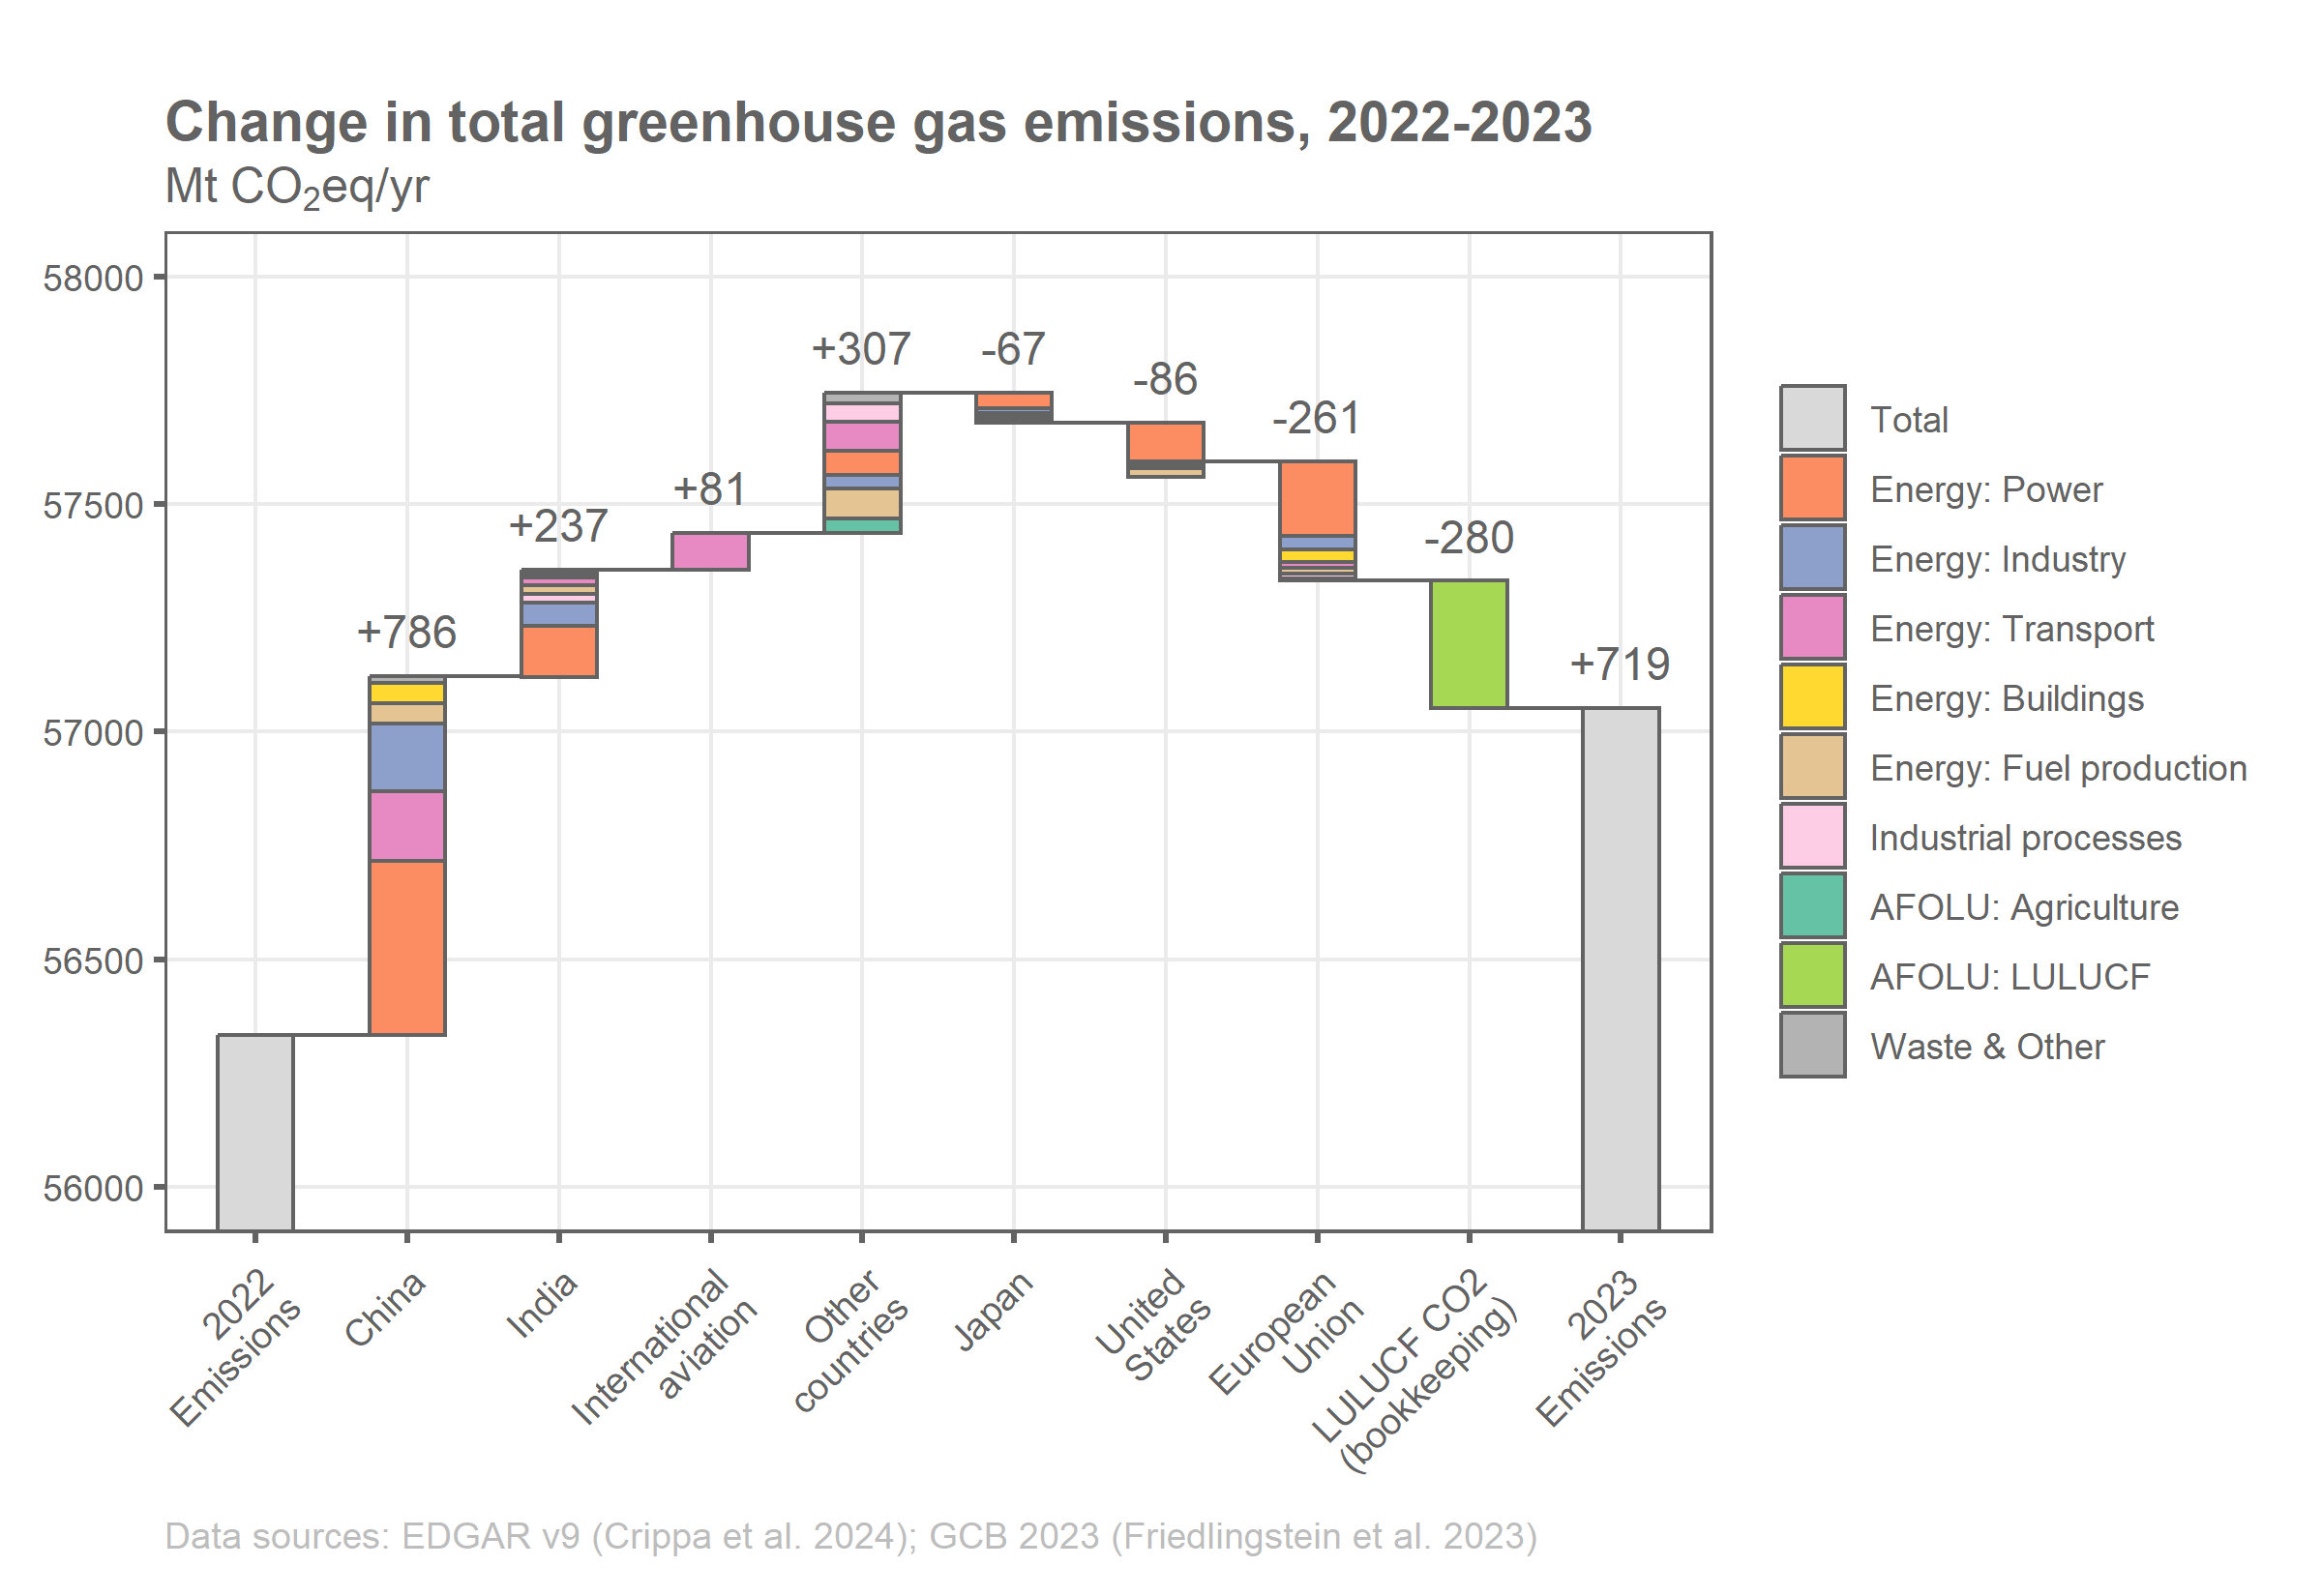 Change in total greenhouse gas emissions, 2022-2023
Mt CO₂eq/yr
58000
57500
57000
56500
56000
+786
+237
+81
+307
-67
-86
-261
-280
+719
2022
Emissions
China
India
International
aviation
Other
countries
Japan
United
States
European
Union
LULUCF CO2
(bookkeeping)
2023
Emissions
Total
Energy: Power
Energy: Industry
Energy: Transport
Energy: Buildings
Energy: Fuel production
Industrial processes
AFOLU: Agriculture
AFOLU: LULUCF
Waste & Other
Data sources: EDGAR v9 (Crippa et al. 2024); GCB 2023 (Friedlingstein et al. 2023)